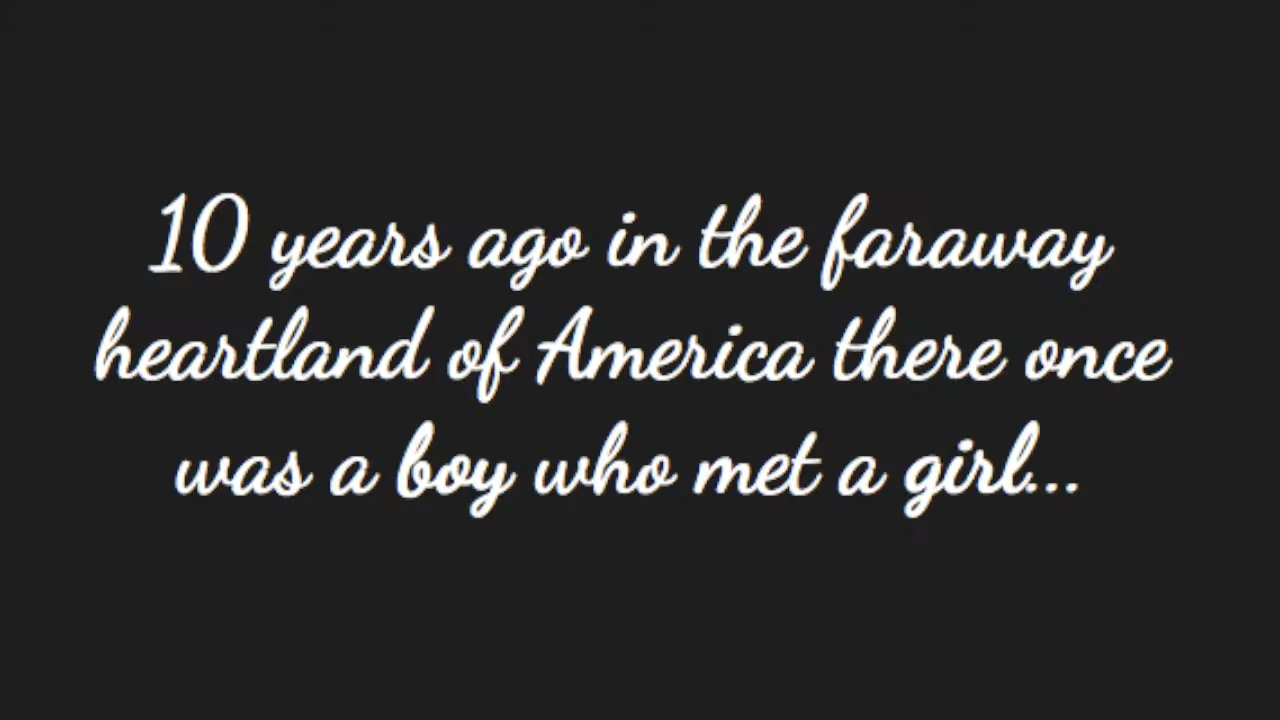 10 years ago in the faraway
heartland of America there once
was a boy who met a girl...